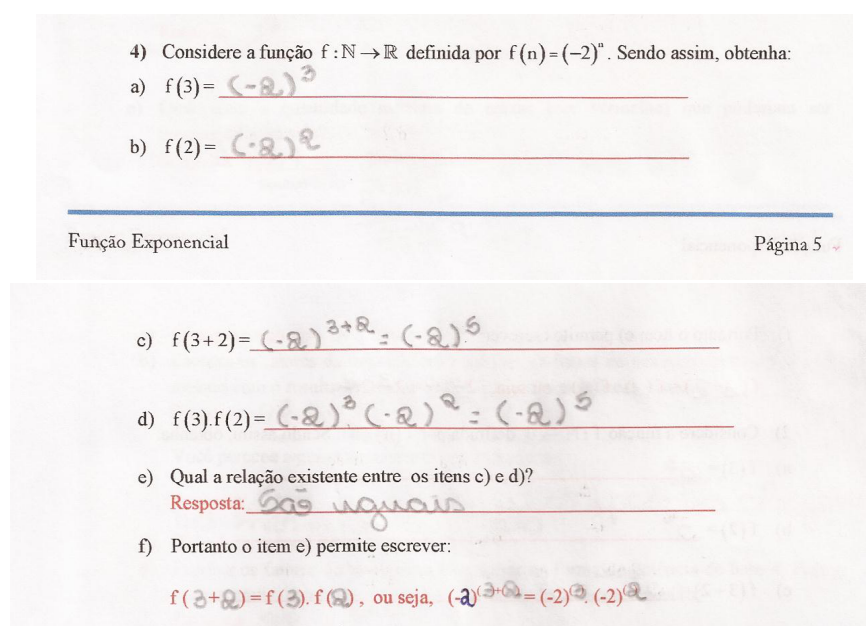 4) Considere a função f : ℕ → ℝ definida por f(n) = (−2)ⁿ. Sendo assim, obtenha:
a) f(3) = (-2)³
b) f(2) = (-2)²
Função Exponencial Página 5
c) f(3+2) = (-2)³⁺² = (-2)⁵
d) f(3).f(2) = (-2)³.(-2)² = (-2)⁵
e) Qual a relação existente entre os itens c) e d)?
Resposta: São iguais
f) Portanto o item e) permite escrever:
f(3+2) = f(3). f(2), ou seja, (-2)⁽³⁺²⁾ = (-2)⁽³⁾. (-2)⁽²⁾